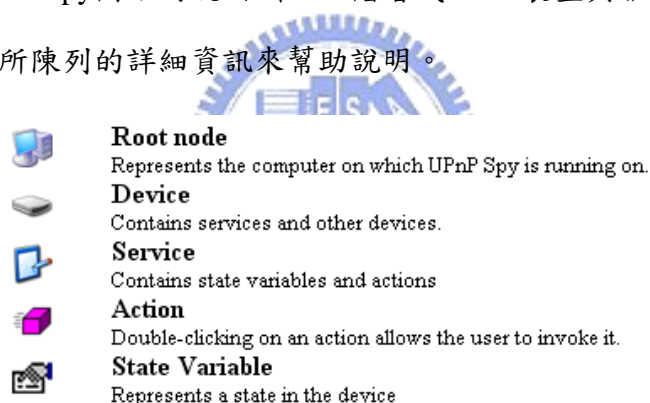 所陳列的詳細資訊來幫助說明。
Root node
Represents the computer on which UPnP Spy is running on.
Device
Contains services and other devices.
Service
Contains state variables and actions
Action
Double-clicking on an action allows the user to invoke it.
State Variable
Represents a state in the device